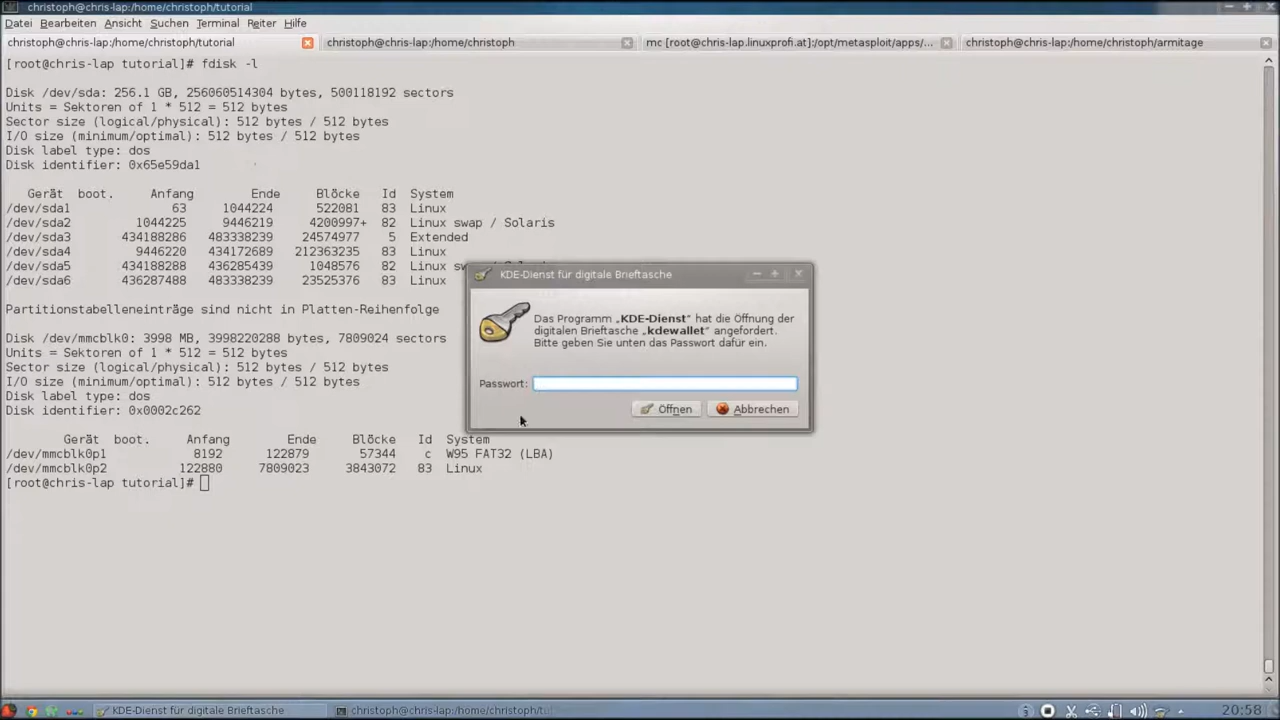 christoph@chris-lap:/home/christoph/tutorial
Datei Bearbeiten Ansicht Suchen Terminal Reiter Hilfe
christoph@chris-lap:/home/christoph/tutorial christoph@chris-lap:/home/christoph mc [root@chris-lap.linuxprofi.at]:/opt/metasploit/apps/... christoph@chris-lap:/home/christoph/armitage
[root@chris-lap tutorial]# fdisk -l
Disk /dev/sda: 256.1 GB, 256060514304 bytes, 500118192 sectors
Units = Sektoren of 1 * 512 = 512 bytes
Sector size (logical/physical): 512 bytes / 512 bytes
I/O size (minimum/optimal): 512 bytes / 512 bytes
Disk label type: dos
Disk identifier: 0x65e59da1
Gerät boot. Anfang Ende Blöcke Id System
/dev/sda1 63 1044224 522081 83 Linux
/dev/sda2 1044225 9446219 4200997+ 82 Linux swap / Solaris
/dev/sda3 434188286 483338239 24574977 5 Extended
/dev/sda4 9446220 434172689 212363235 83 Linux
/dev/sda5 434188288 436285439 1048576 82 Linux
/dev/sda6 436287488 483338239 23525376 83 Linux
Partitionstabelleneinträge sind nicht in Platten-Reihenfolge
Disk /dev/mmcblk0: 3998 MB, 3998220288 bytes, 7809024 sectors
Units = Sektoren of 1 * 512 = 512 bytes
Sector size (logical/physical): 512 bytes / 512 bytes
I/O size (minimum/optimal): 512 bytes / 512 bytes
Disk label type: dos
Disk identifier: 0x0002c262
Gerät boot. Anfang Ende Blöcke Id System
/dev/mmcblk0p1 8192 122879 57344 c W95 FAT32 (LBA)
/dev/mmcblk0p2 122880 7809023 3843072 83 Linux
[root@chris-lap tutorial]#
KDE-Dienst für digitale Brieftasche
Das Programm „KDE-Dienst“ hat die Öffnung der
digitalen Brieftasche „kdewallet“ angefordert.
Bitte geben Sie unten das Passwort dafür ein.
Passwort:
Öffnen Abbrechen
KDE-Dienst für digitale Brieftasche christoph@chris-lap:/home/christoph/tut 20:58